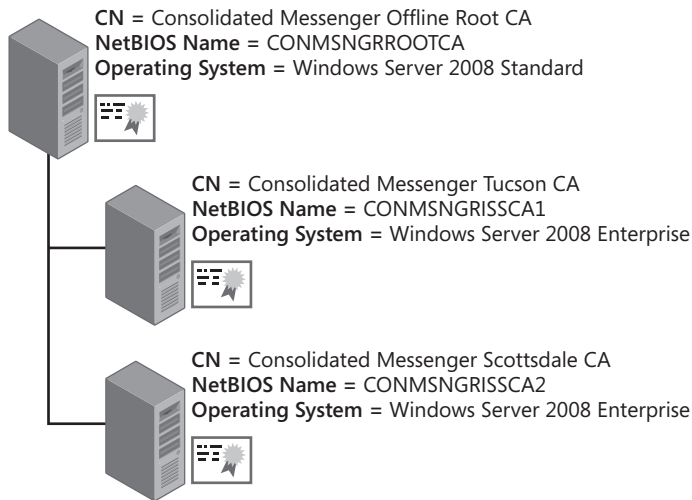 CN = Consolidated Messenger Offline Root CA
NetBIOS Name = CONMSNGRROOTCA
Operating System = Windows Server 2008 Standard
CN = Consolidated Messenger Tucson CA
NetBIOS Name = CONMSNGRISSCA1
Operating System = Windows Server 2008 Enterprise
CN = Consolidated Messenger Scottsdale CA
NetBIOS Name = CONMSNGRISSCA2
Operating System = Windows Server 2008 Enterprise